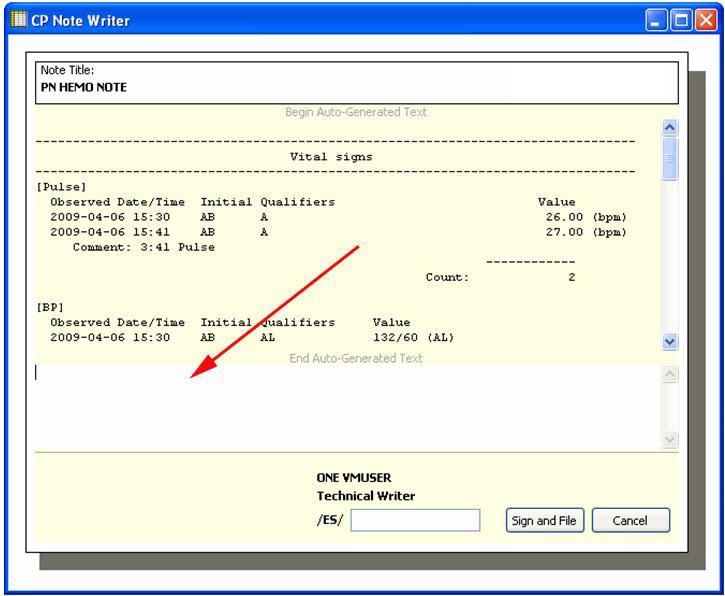 CP Note Writer
Note Title:
PN HEMO NOTE
Begin Auto-Generated Text
--------------------------------------------------------------------------------
Vital signs
--------------------------------------------------------------------------------
[Pulse]
Observed Date/Time Initial Qualifiers Value
2009-04-06 15:30 AB A 26.00 (bpm)
2009-04-06 15:41 AB A 27.00 (bpm)
Comment: 3:41 Pulse
------------
Count: 2
[BP]
Observed Date/Time Initial Qualifiers Value
2009-04-06 15:30 AB AL 132/60 (AL)
End Auto-Generated Text
ONE VMUSER
Technical Writer
/ES/ Sign and File Cancel